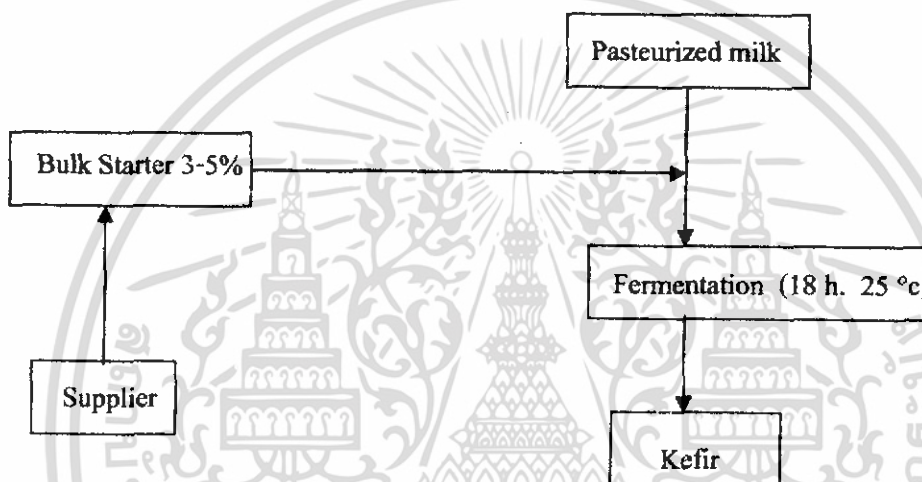 Pasteurized milk
Bulk Starter 3-5%
Fermentation (18 h. 25 °c
Supplier
Kefir